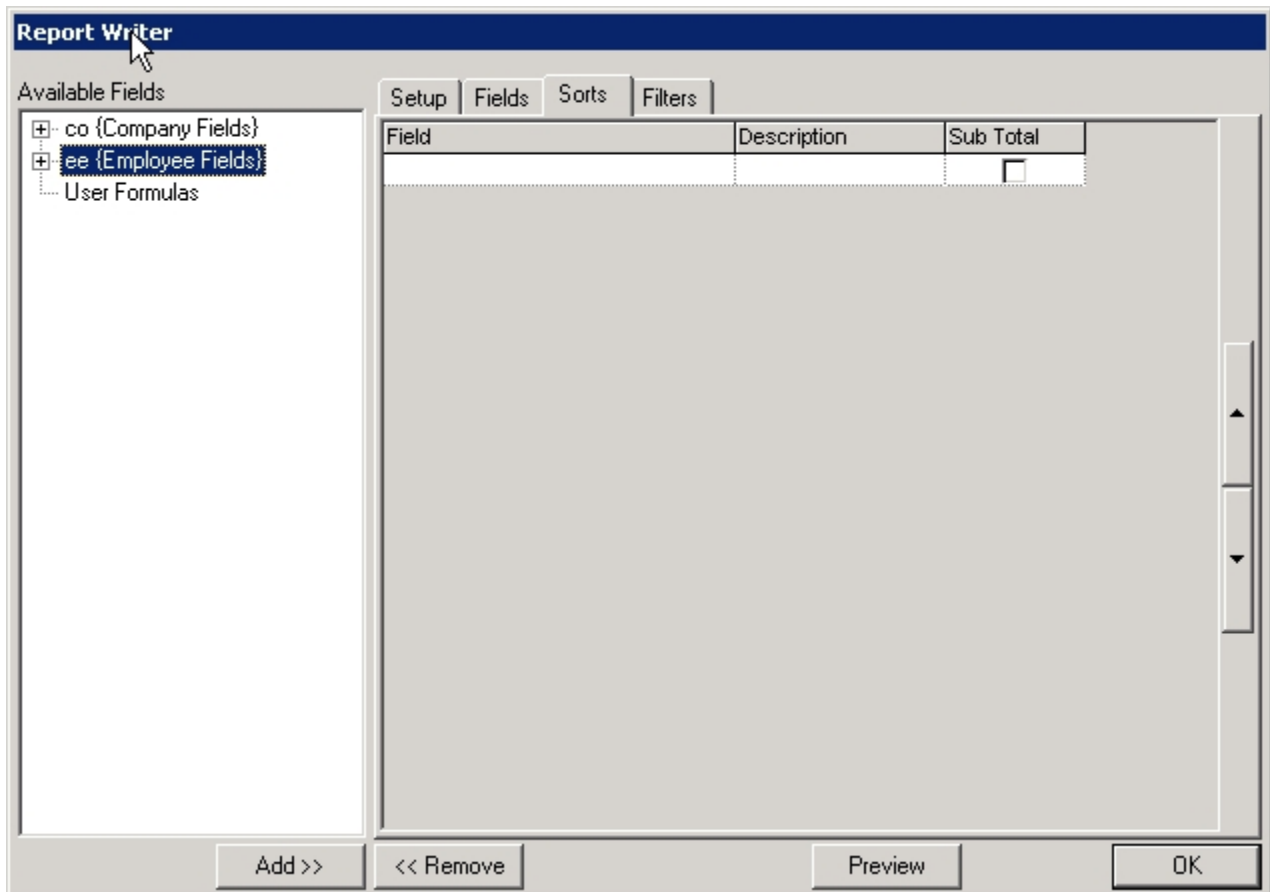 Report Writer
Available Fields
co {Company Fields}
ee {Employee Fields}
User Formulas
Setup Fields Sorts Filters
Field Description Sub Total
Add >> << Remove Preview OK